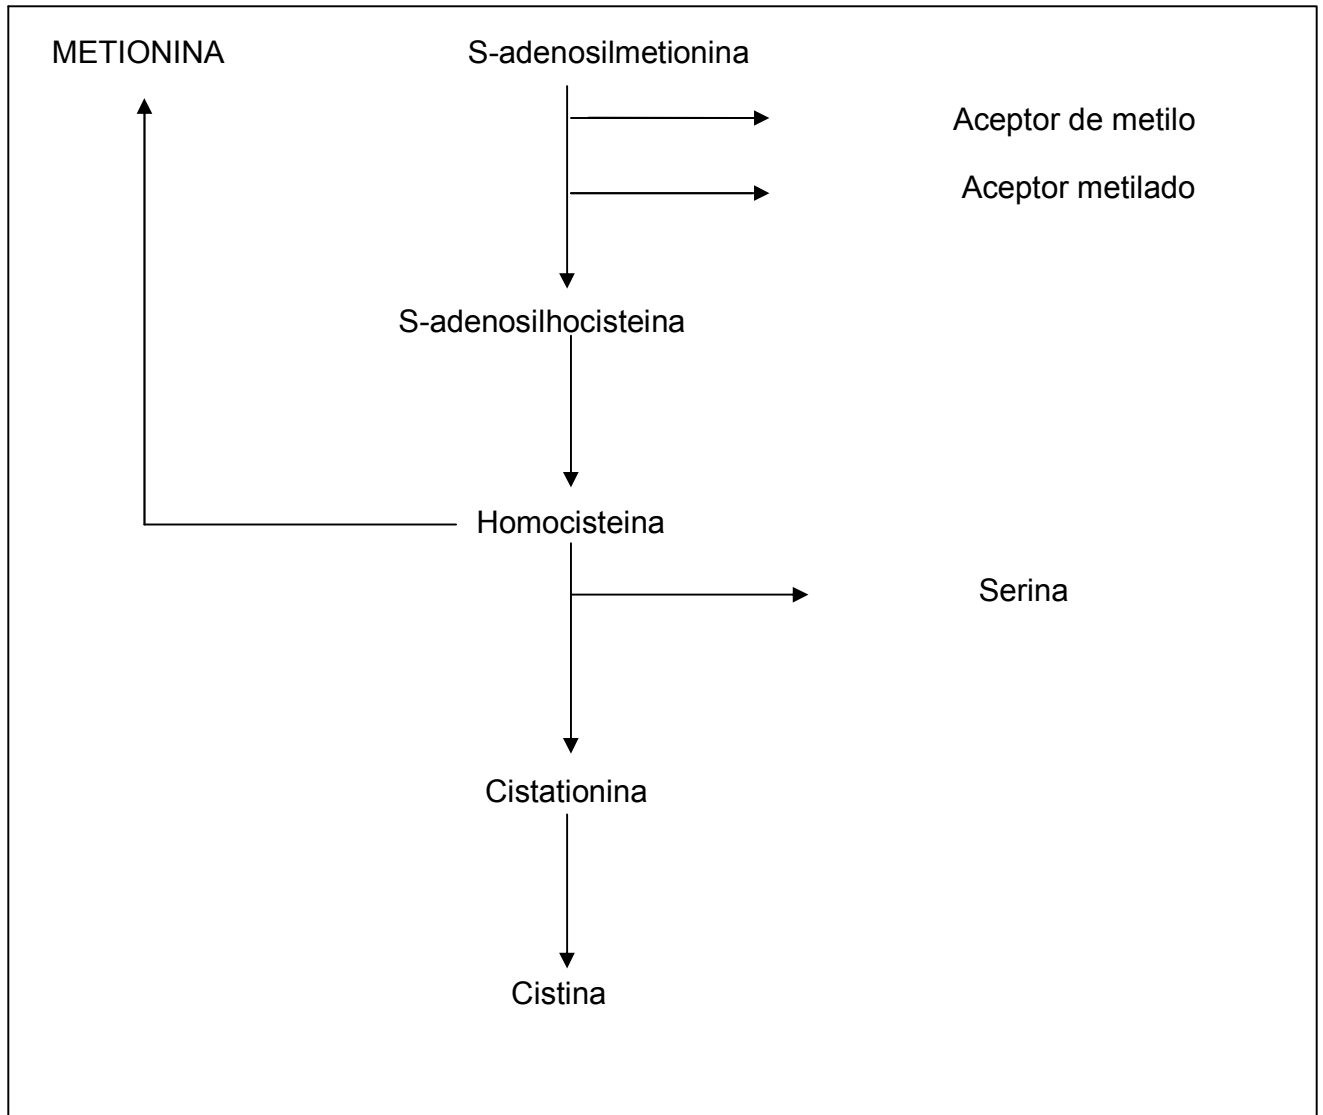 METIONINA
S-adenosilmetionina
Aceptor de metilo
Aceptor metilado
S-adenosilhocisteina
Homocisteina
Serina
Cistationina
Cistina